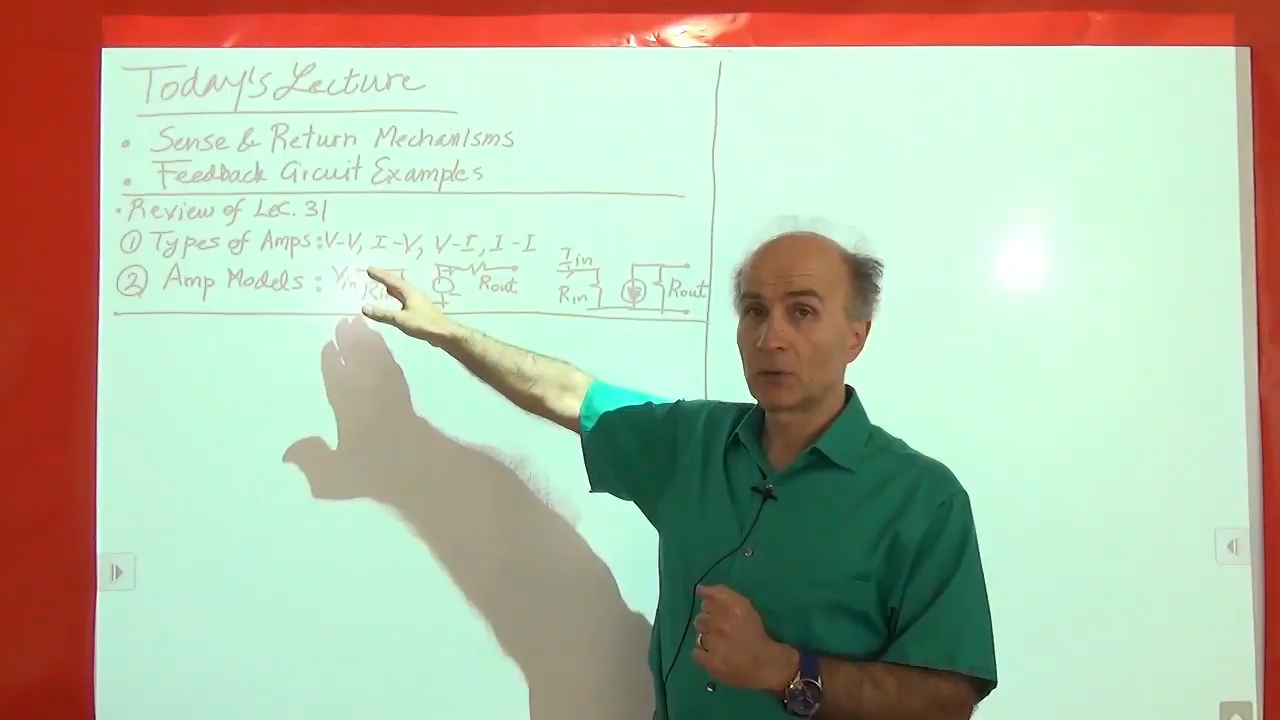 Today's Lecture
• Sense & Return Mechanisms
• Feedback Circuit Examples
• Review of Lec. 31
① Types of Amps: V-V, I-V, V-I, I-I
② Amp Models : Vin Rin + - Rout Iin Rin Rout